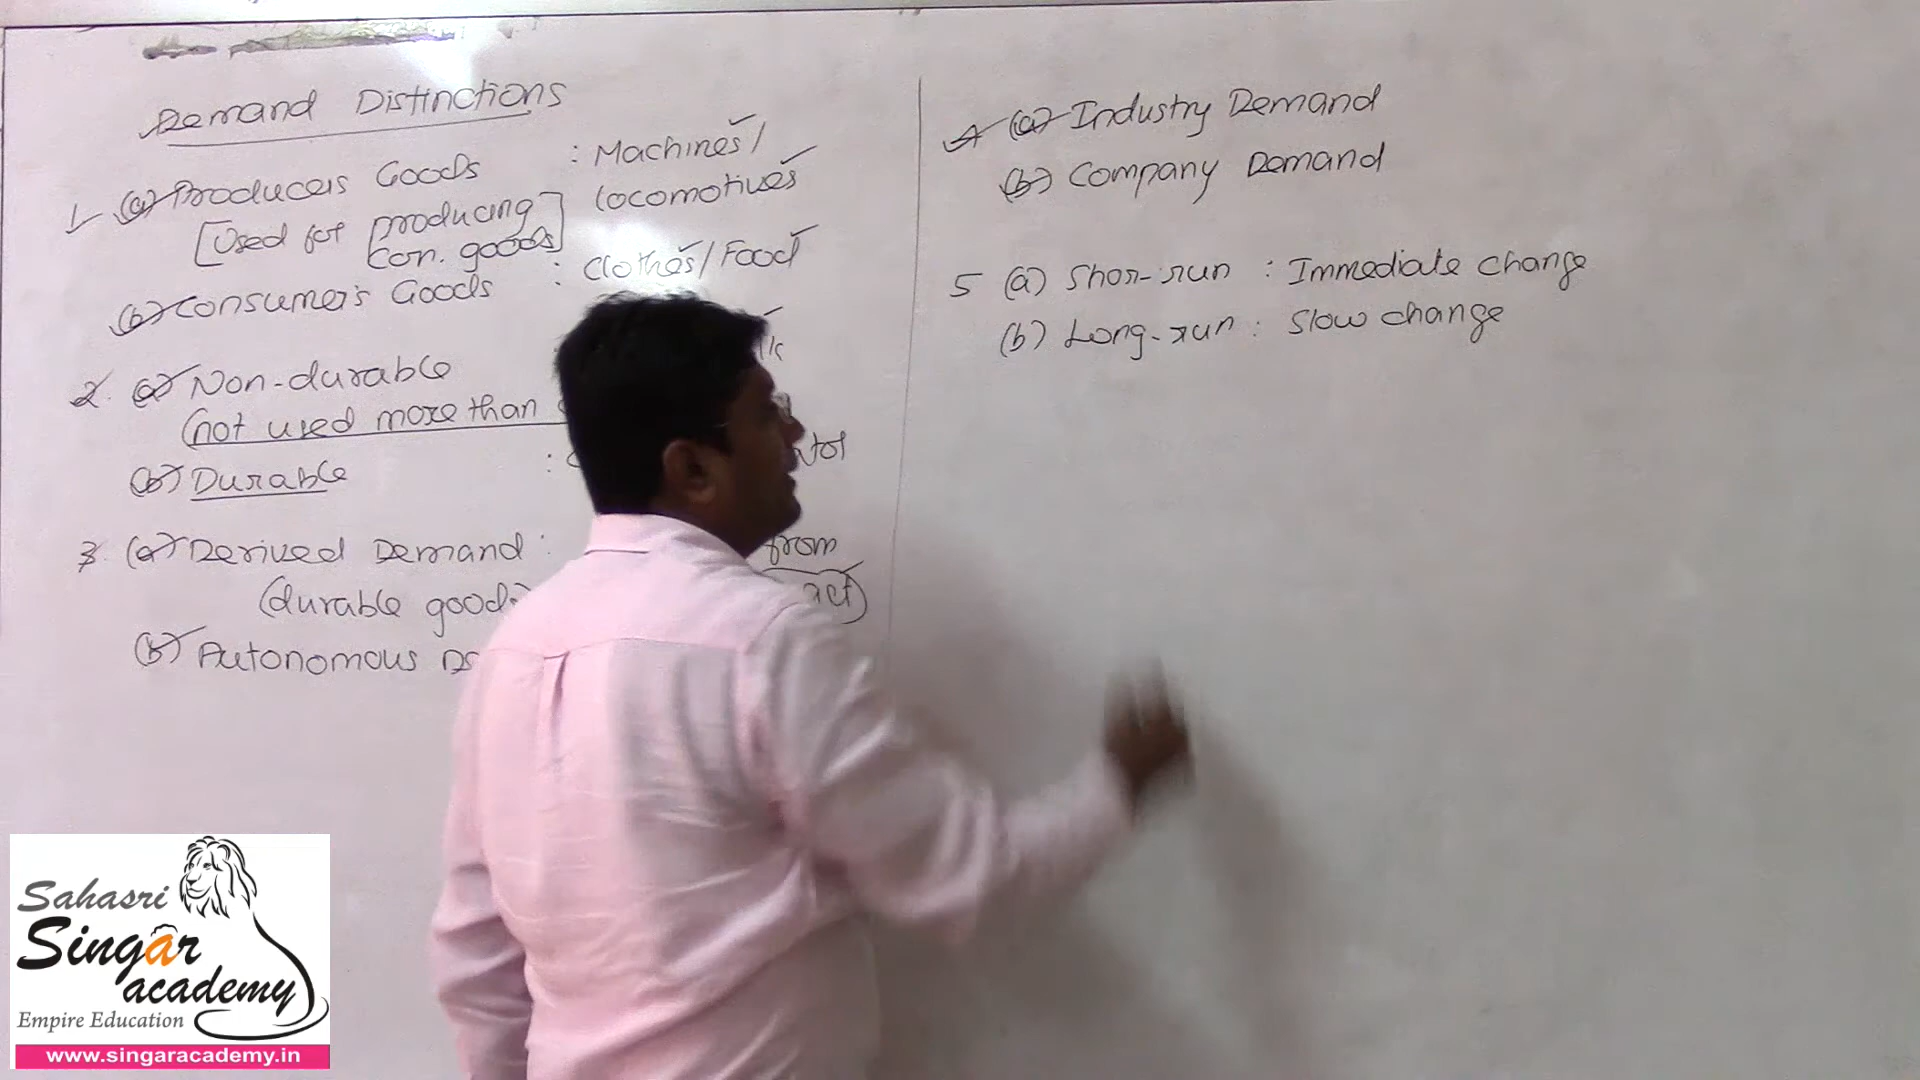 Demand Distinctions
1 (a) Producers Goods : Machines /
[Used for producing Locomotives
con. goods]
(b) Consumer's Goods : Clothes / Food
2. (a) Non-durable
(not used more than
(b) Durable :
3. (a) Derived Demand : from
(durable goods)
(b) Autonomous
4 (a) Industry Demand
(b) Company Demand
5 (a) Shor-run : Immediate change
(b) Long-run : Slow change
Sahasri
Singar
academy
Empire Education
www.singaracademy.in